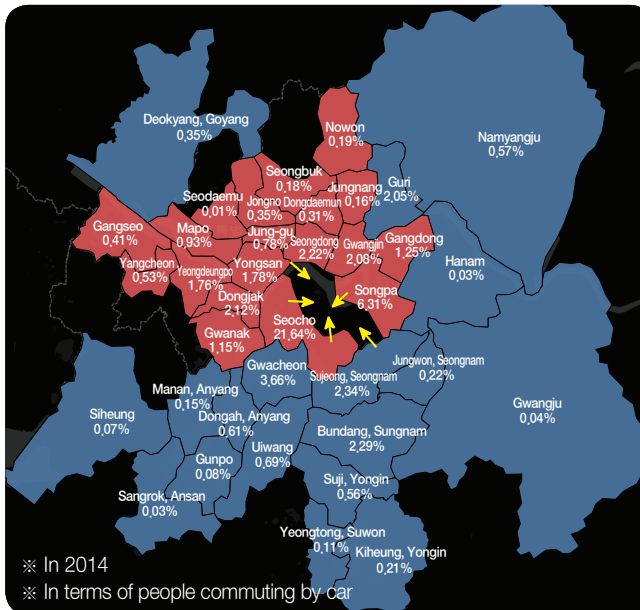 Deokyang, Goyang
0,35%
Nowon
0,19%
Namyangju
0,57%
Seongbuk
0,18%
Jungnang
0,16%
Guri
2,05%
Seodaemu
0,01%
Jongno
0,35%
Dongdaemun
0,31%
Gangseo
0,41%
Mapo
0,93%
Jung-gu
0,78%
Seongdong
2,22%
Gwangjin
2,08%
Gangdong
1,25%
Hanam
0,03%
Yangcheon
0,53%
Yeongdeungpo
1,76%
Yongsan
1,78%
Dongjak
2,12%
Songpa
6,31%
Seocho
21,64%
Gwanak
1,15%
Gwacheon
3,66%
Sujeong, Seongnam
2,34%
Jungwon, Seongnam
0,22%
Manan, Anyang
0,15%
Siheung
0,07%
Dongah, Anyang
0,61%
Gwangju
0,04%
Bundang, Sungnam
2,29%
Uiwang
0,69%
Gunpo
0,08%
Suji, Yongin
0,56%
Sangrok, Ansan
0,03%
Yeongtong, Suwon
0,11%
Kiheung, Yongin
0,21%
※ In 2014
※ In terms of people commuting by car